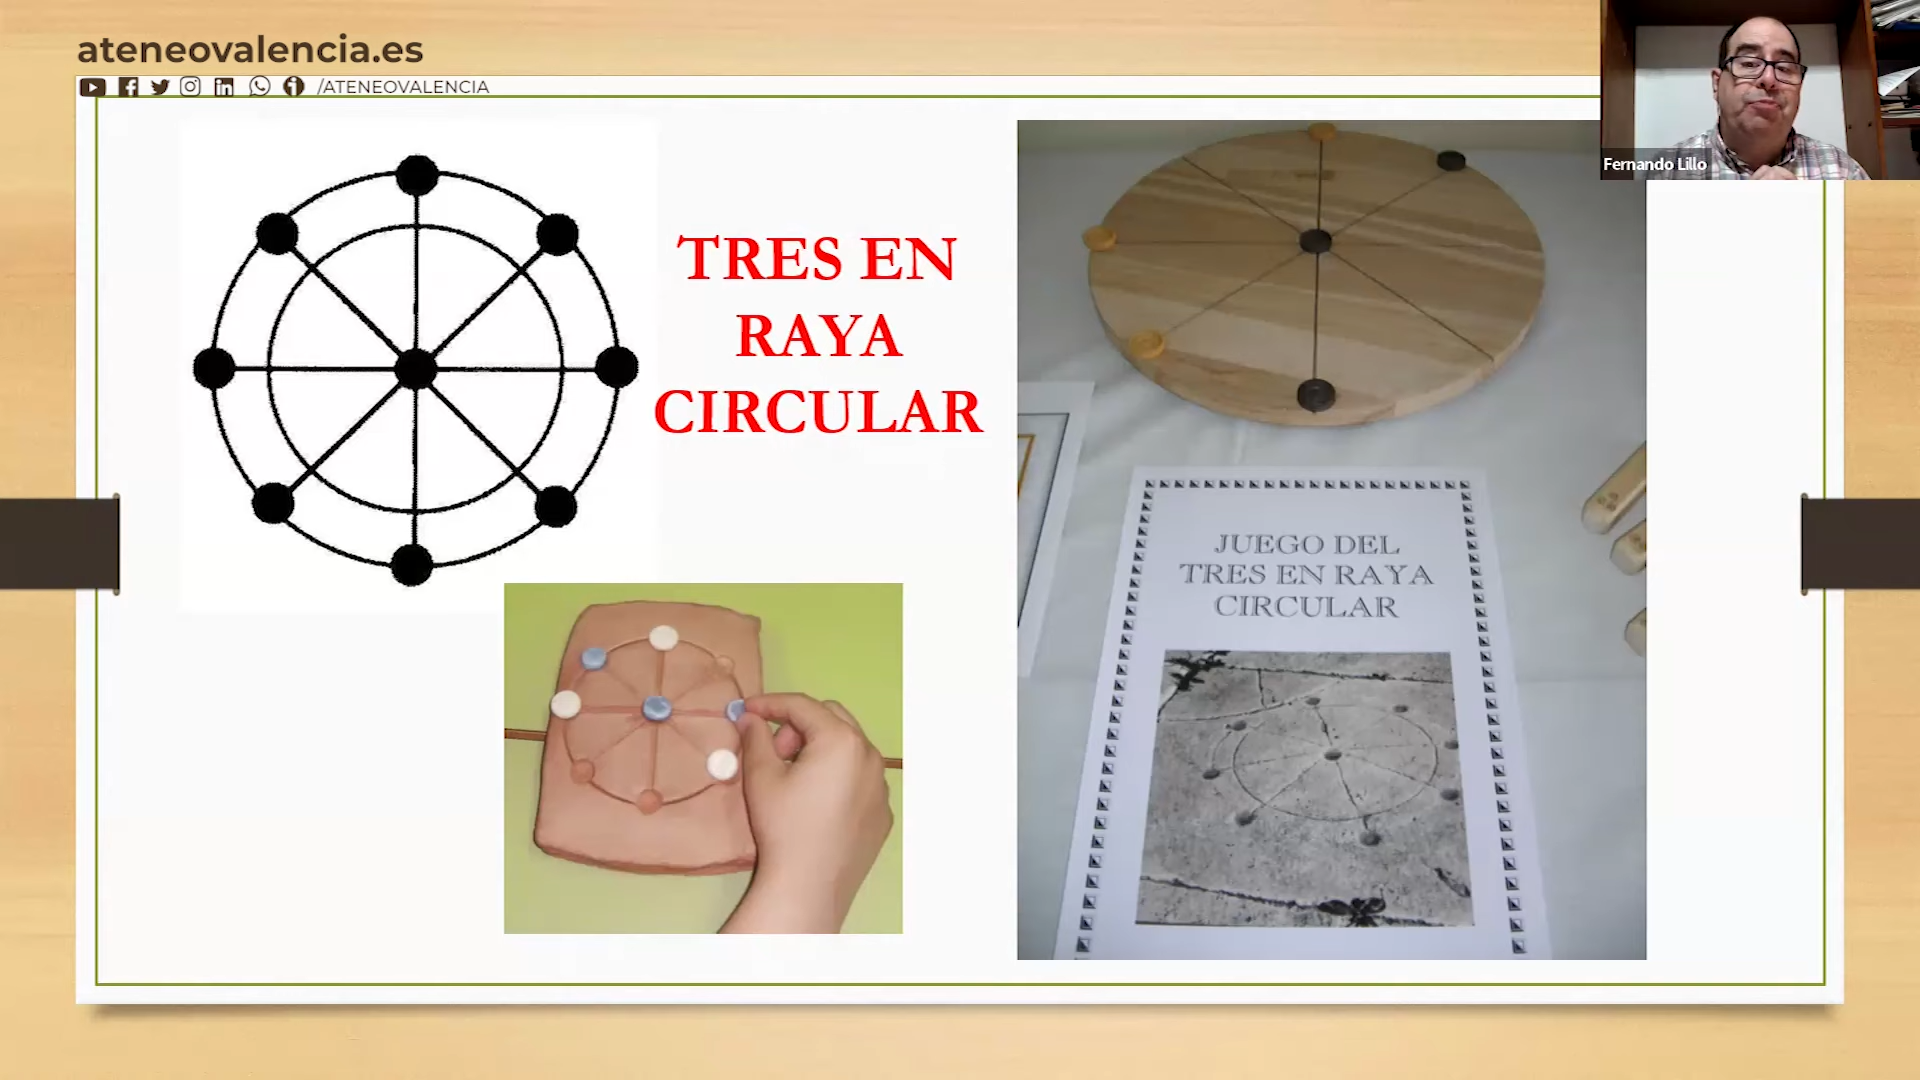 ateneovalencia.es
/ATENEOVALENCIA
Fernando Lillo
TRES EN
RAYA
CIRCULAR
JUEGO DEL
TRES EN RAYA
CIRCULAR